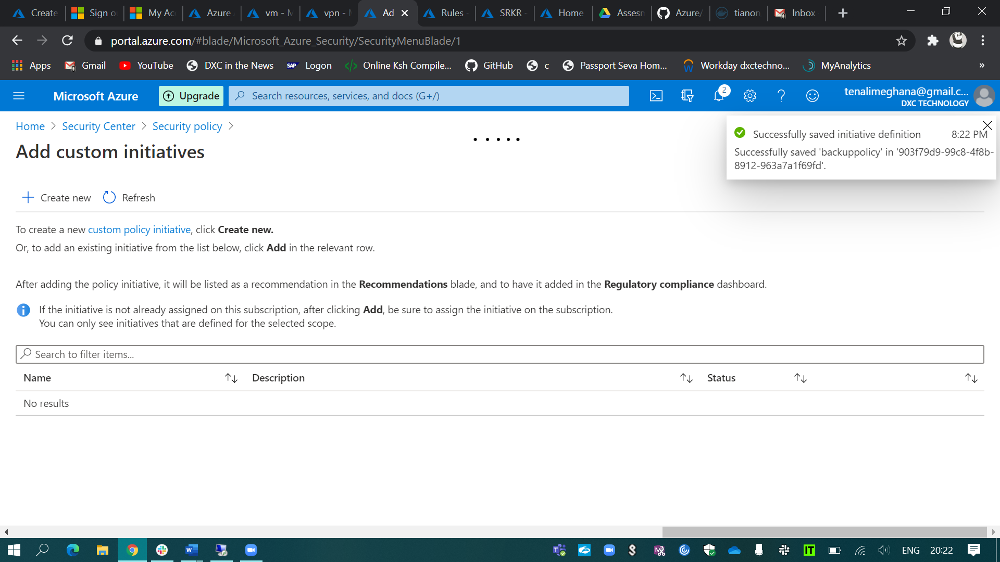 Create
Sign o
My Ac
Azure
vm - M
vpn -
Ad
Rules
SRKR
Home
Assesn
Azure/
tianon
Inbox
portal.azure.com/#blade/Microsoft_Azure_Security/SecurityMenuBlade/1
Apps
Gmail
YouTube
DXC in the News
SAP
Logon
Online Ksh Compile...
GitHub
c
Passport Seva Hom...
Workday dxctechno...
MyAnalytics
»
Microsoft Azure
Upgrade
Search resources, services, and docs (G+/)
2
tenalimeghana@gmail.c...
DXC TECHNOLOGY
Home > Security Center > Security policy >
Add custom initiatives
Successfully saved initiative definition 8:22 PM
Successfully saved 'backuppolicy' in '903f79d9-99c8-4f8b-
8912-963a7a1f69fd'.
Create new
Refresh
To create a new custom policy initiative, click Create new.
Or, to add an existing initiative from the list below, click Add in the relevant row.
After adding the policy initiative, it will be listed as a recommendation in the Recommendations blade, and to have it added in the Regulatory compliance dashboard.
If the initiative is not already assigned on this subscription, after clicking Add, be sure to assign the initiative on the subscription.
You can only see initiatives that are defined for the selected scope.
Search to filter items...
Name
Description
Status
No results
ENG
20:22